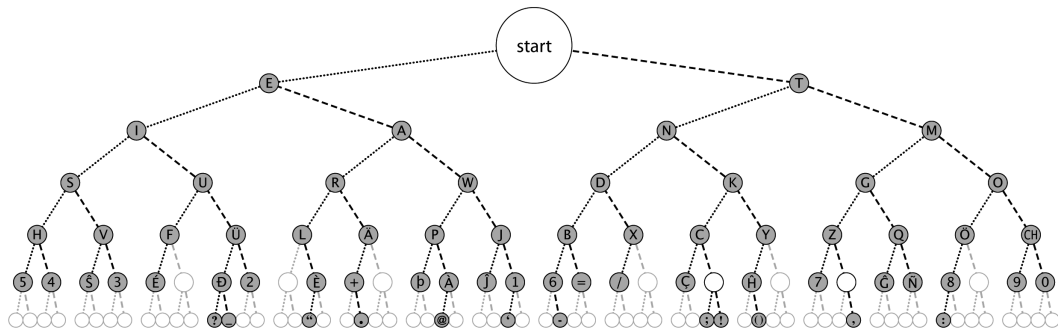 start
E T
I A N M
S U R W D K G O
H V F Ü L Ä P J B X C Y Z Q Ö CH
5 4 Ŝ 3 É Đ 2 È + þ À Ĵ 1 6 = / Ç Ĥ 7 Ĝ Ñ 8 9 0
? _ “ . @ ‘ - ; ! () , :